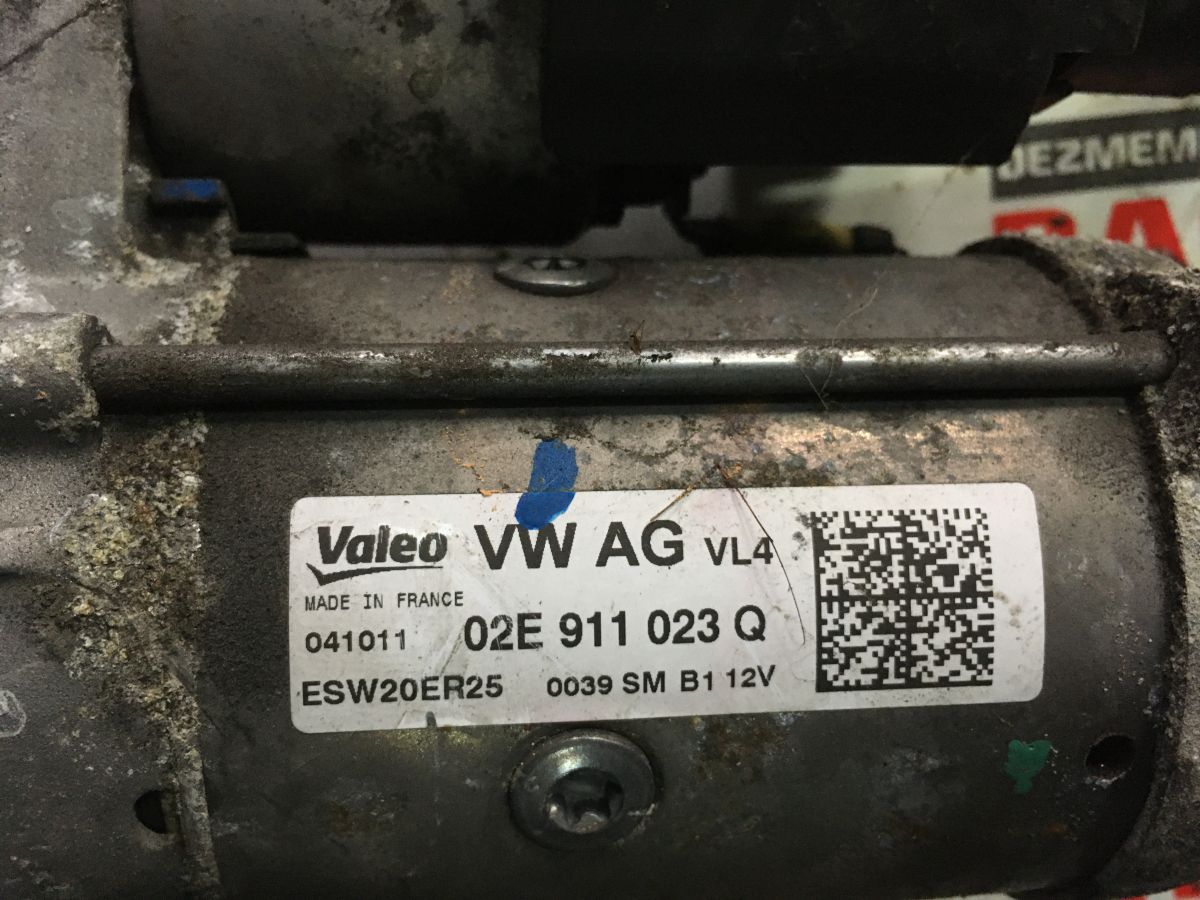 DEZMEM
Valeo VW AG VL4
MADE IN FRANCE
041011 02E 911 023 Q
ESW20ER25 0039 SM B1 12V